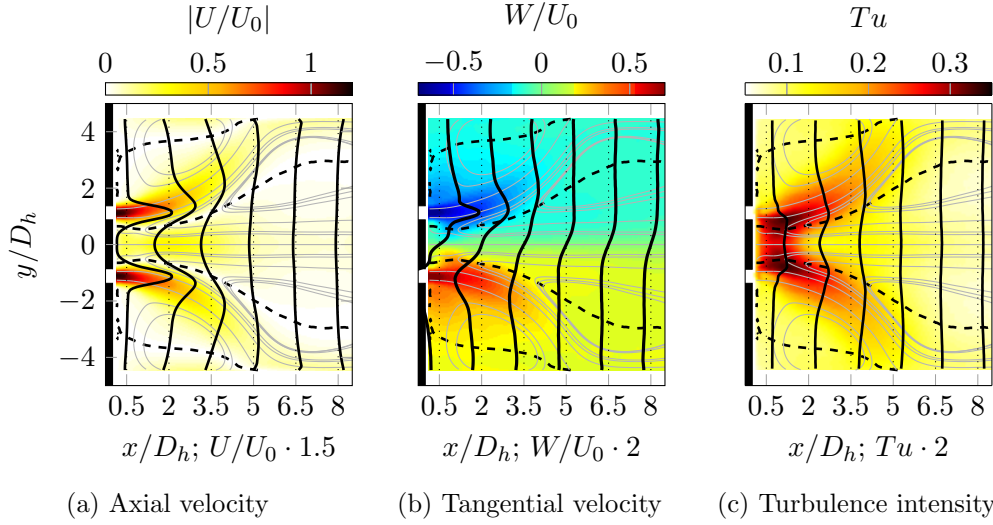 |U/U₀| W/U₀ Tu
0 0.5 1 −0.5 0 0.5 0.1 0.2 0.3
4
2
0
−2
−4
y/Dₕ
0.5 2 3.5 5 6.5 8 0.5 2 3.5 5 6.5 8 0.5 2 3.5 5 6.5 8
x/Dₕ; U/U₀ · 1.5 x/Dₕ; W/U₀ · 2 x/Dₕ; Tu · 2
(a) Axial velocity (b) Tangential velocity (c) Turbulence intensity